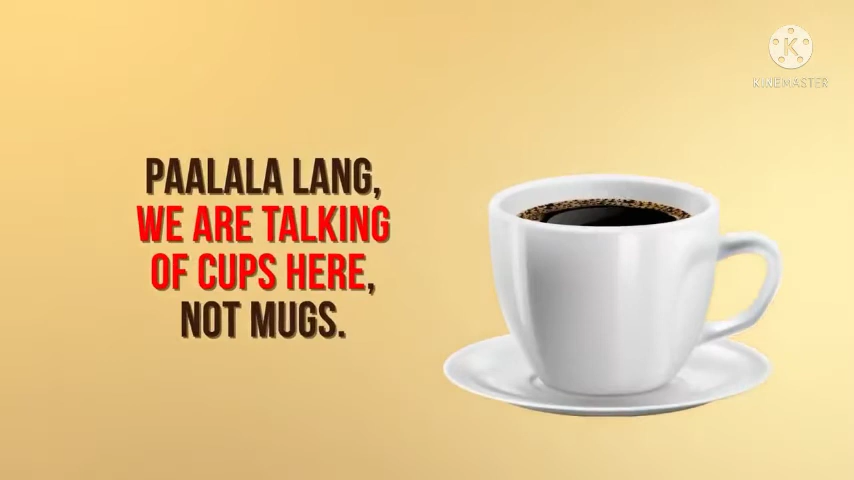 PAALALA LANG,
WE ARE TALKING
OF CUPS HERE,
NOT MUGS.
K
KINEMASTER